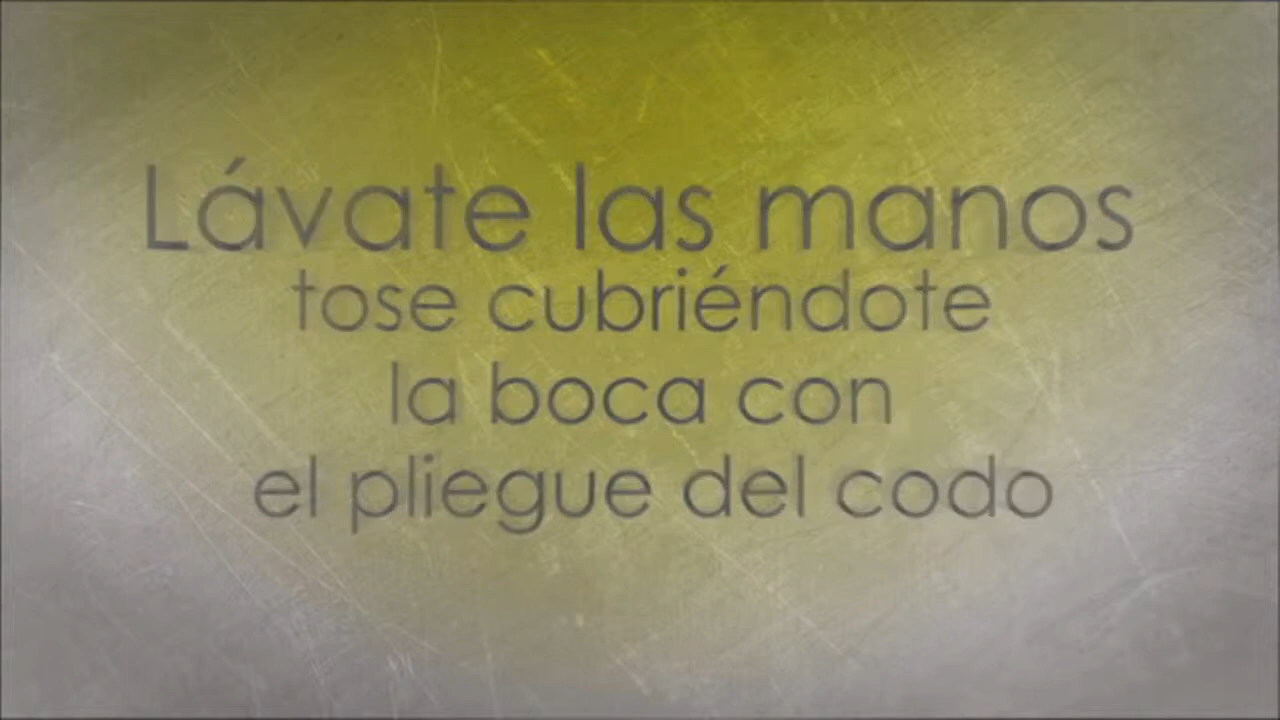 Lávate las manos
tose cubriéndote
la boca con
el pliegue del codo